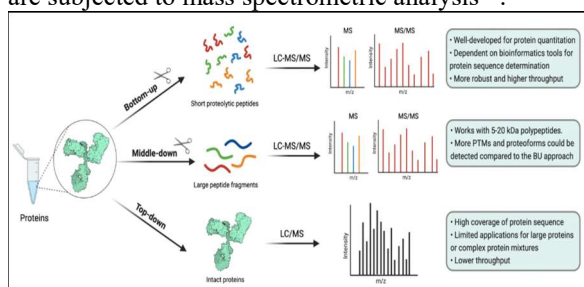 are subjected to mass spectrometric analysis
Bottom-up
Short proteolytic peptides
LC-MS/MS
MS
MS/MS
Intensity
Intensity
m/z
m/z
• Well-developed for protein quantitation
• Dependent on bioinformatics tools for
protein sequence determination
• More robust and higher throughput
Proteins
Middle-down
Large peptide fragments
LC-MS/MS
MS
MS/MS
Intensity
Intensity
m/z
m/z
• Works with 5-20 kDa polypeptides.
• More PTMs and proteoforms could be
detected compared to the BU approach
Top-down
Intact proteins
LC/MS
Intensity
m/z
• High coverage of protein sequence
• Limited applications for large proteins
or complex protein mixtures
• Lower throughput